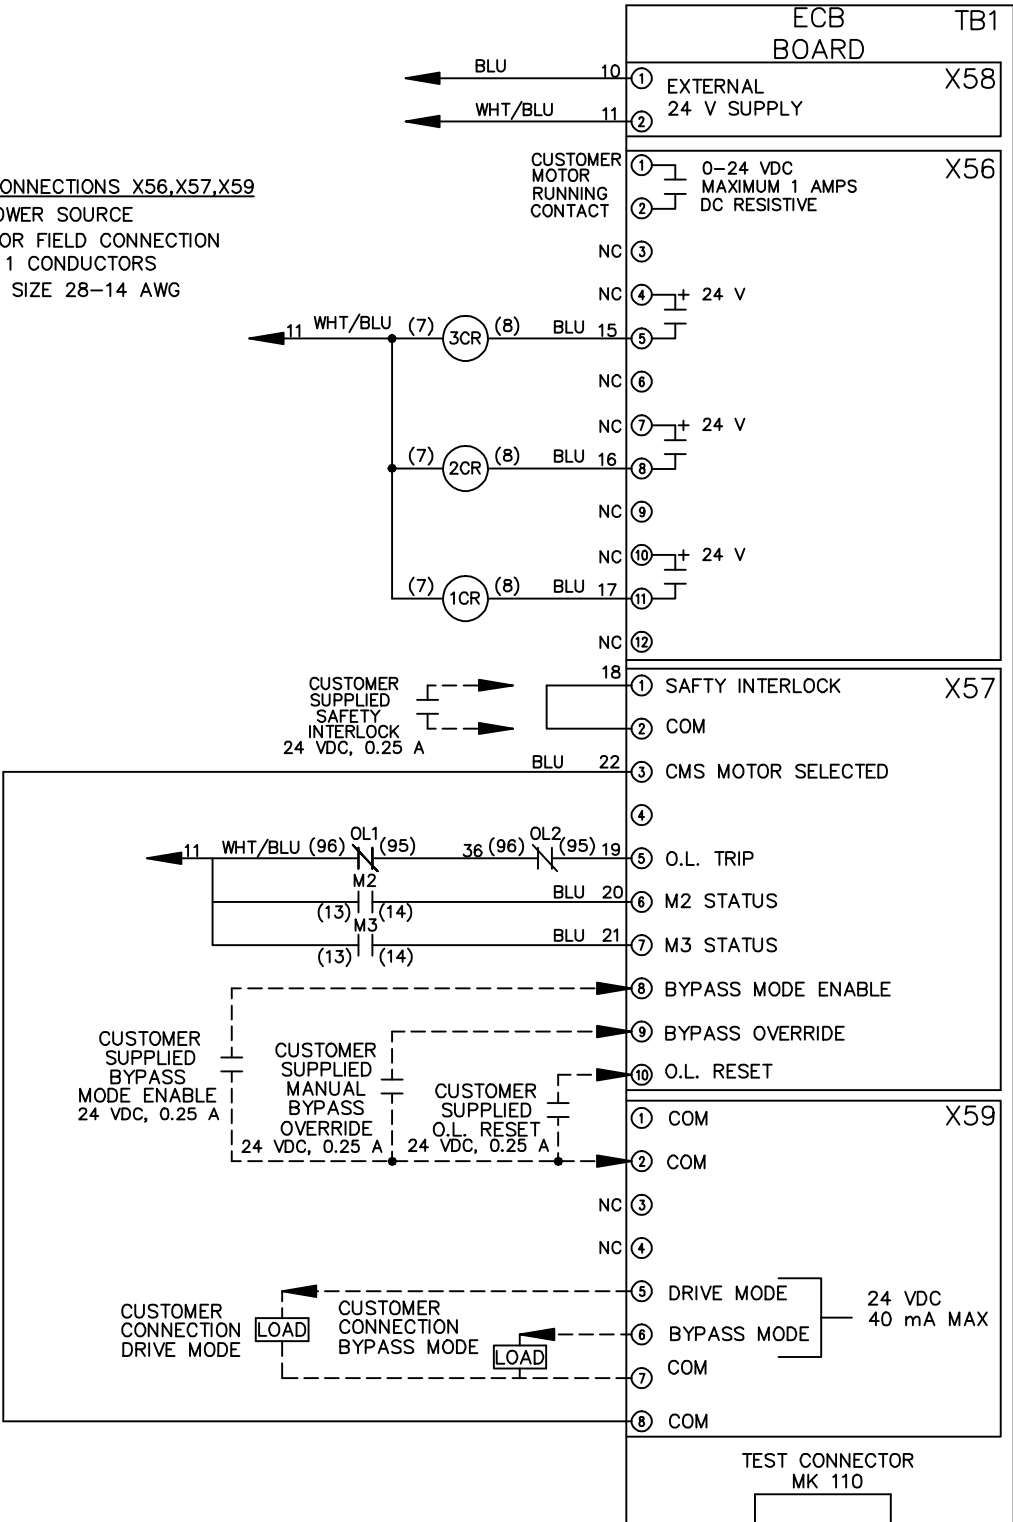 ECB TB1
BOARD
BLU 10 1 EXTERNAL X58
WHT/BLU 11 2 24 V SUPPLY
CUSTOMER
MOTOR
RUNNING
CONTACT
1 0-24 VDC X56
MAXIMUM 1 AMPS
2 DC RESISTIVE
ONNECTIONS X56,X57,X59
OWER SOURCE
OR FIELD CONNECTION
1 CONDUCTORS
SIZE 28-14 AWG
NC 3
NC 4 + 24 V
11 WHT/BLU (7) 3CR (8) BLU 15 5
NC 6
NC 7 + 24 V
(7) 2CR (8) BLU 16 8
NC 9
NC 10 + 24 V
(7) 1CR (8) BLU 17 11
NC 12
18 1 SAFTY INTERLOCK X57
CUSTOMER
SUPPLIED
SAFETY
INTERLOCK
24 VDC, 0.25 A
2 COM
BLU 22 3 CMS MOTOR SELECTED
4
11 WHT/BLU (96) OL1 (95) 36 (96) OL2 (95) 19 5 O.L. TRIP
M2
(13) (14) BLU 20 6 M2 STATUS
M3
(13) (14) BLU 21 7 M3 STATUS
8 BYPASS MODE ENABLE
9 BYPASS OVERRIDE
10 O.L. RESET
CUSTOMER
SUPPLIED
BYPASS
MODE ENABLE
24 VDC, 0.25 A
CUSTOMER
SUPPLIED
MANUAL
BYPASS
OVERRIDE
24 VDC, 0.25 A
CUSTOMER
SUPPLIED
O.L. RESET
24 VDC, 0.25 A
1 COM X59
2 COM
NC 3
NC 4
5 DRIVE MODE
6 BYPASS MODE
7 COM
24 VDC
40 mA MAX
CUSTOMER
CONNECTION
DRIVE MODE
LOAD
CUSTOMER
CONNECTION
BYPASS MODE
LOAD
8 COM
TEST CONNECTOR
MK 110